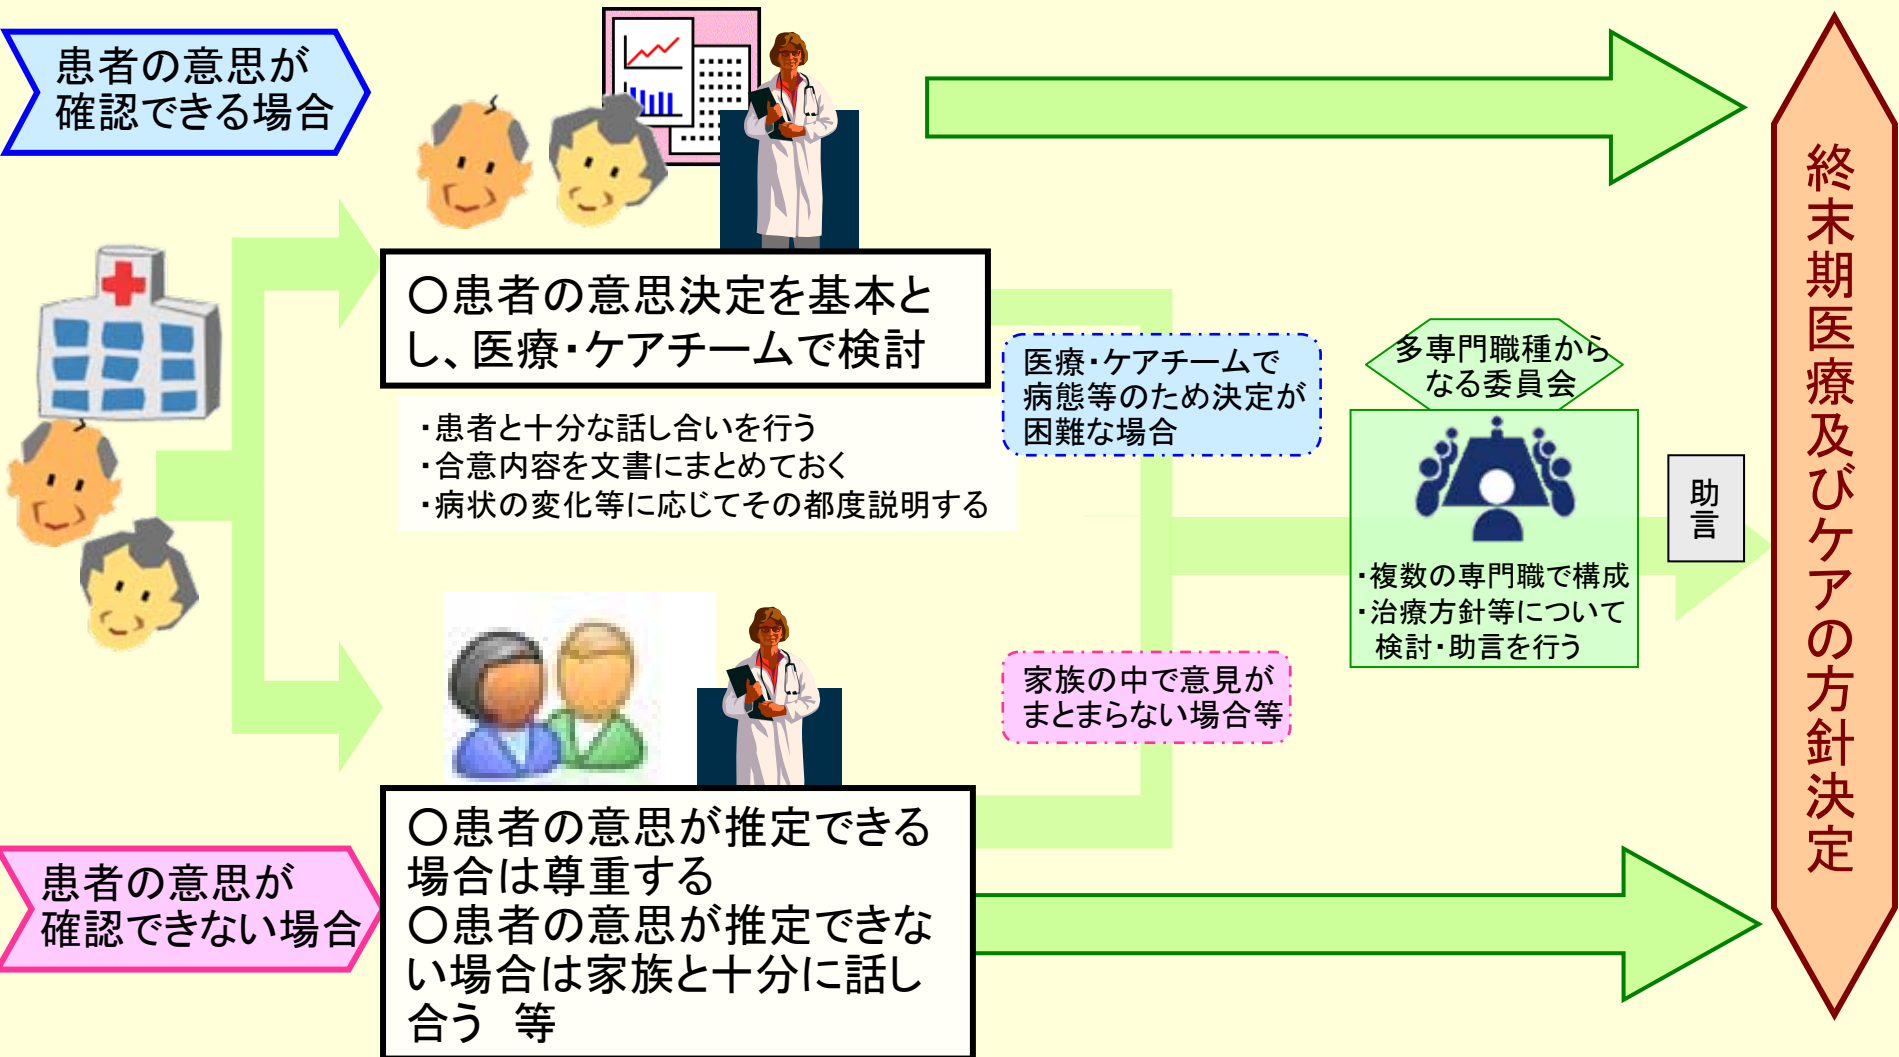 患者の意思が
確認できる場合
〇患者の意思決定を基本と
し、医療・ケアチームで検討
・患者と十分な話し合いを行う
・合意内容を文書にまとめておく
・病状の変化等に応じてその都度説明する
医療・ケアチームで
病態等のため決定が
困難な場合
多専門職種から
なる委員会
・複数の専門職で構成
・治療方針等について
検討・助言を行う
助言
家族の中で意見が
まとまらない場合等
患者の意思が
確認できない場合
〇患者の意思が推定できる
場合は尊重する
〇患者の意思が推定できな
い場合は家族と十分に話し
合う 等
終末期医療及びケアの方針決定